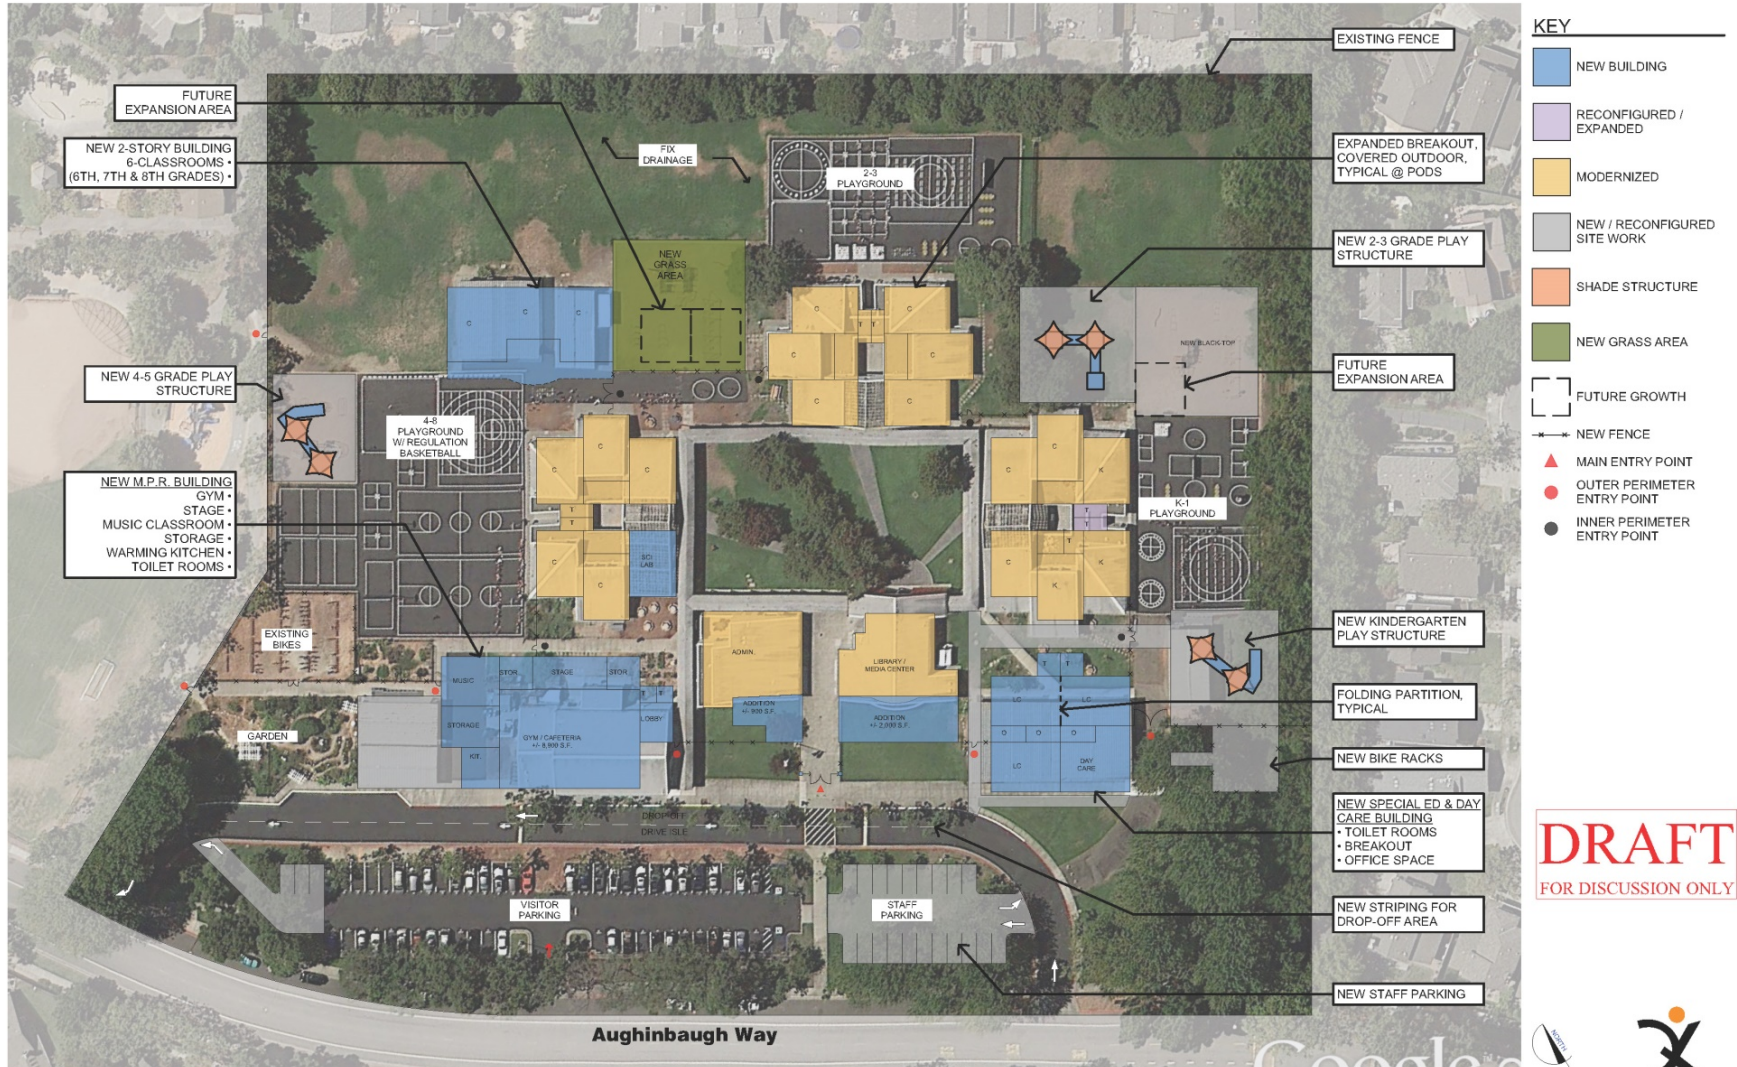 EXISTING FENCE
FUTURE
EXPANSION AREA
NEW 2-STORY BUILDING
6-CLASSROOMS •
(6TH, 7TH & 8TH GRADES) •
NEW 4-5 GRADE PLAY
STRUCTURE
NEW M.P.R. BUILDING
GYM •
STAGE •
MUSIC CLASSROOM •
STORAGE •
WARMING KITCHEN •
TOILET ROOMS •
FIX
DRAINAGE
2-3
PLAYGROUND
NEW
GRASS
AREA
C
C
C
C
C
T T
C
C
C
C
NEW BLACK-TOP
4-8
PLAYGROUND
W/ REGULATION
BASKETBALL
C
C
C
T
T
C
C
C
SCI
LAB
C
C
K
T
T
T
C
K
K
K-1
PLAYGROUND
EXISTING
BIKES
GARDEN
MUSIC
STOR.
STAGE
STOR.
T T
LOBBY
STORAGE
GYM / CAFETERIA
+/- 8,900 S.F.
KIT.
ADMIN.
ADDITION
+/- 900 S.F.
LIBRARY /
MEDIA CENTER
ADDITION
+/- 2,000 S.F.
T T
LC
LC
O O O
LC
DAY
CARE
DROP-OFF
DRIVE ISLE
VISITOR
PARKING
STAFF
PARKING
Aughinbaugh Way
EXPANDED BREAKOUT,
COVERED OUTDOOR,
TYPICAL @ PODS
NEW 2-3 GRADE PLAY
STRUCTURE
FUTURE
EXPANSION AREA
NEW KINDERGARTEN
PLAY STRUCTURE
FOLDING PARTITION,
TYPICAL
NEW BIKE RACKS
NEW SPECIAL ED & DAY
CARE BUILDING
• TOILET ROOMS
• BREAKOUT
• OFFICE SPACE
NEW STRIPING FOR
DROP-OFF AREA
NEW STAFF PARKING
KEY
NEW BUILDING
RECONFIGURED /
EXPANDED
MODERNIZED
NEW / RECONFIGURED
SITE WORK
SHADE STRUCTURE
NEW GRASS AREA
FUTURE GROWTH
NEW FENCE
MAIN ENTRY POINT
OUTER PERIMETER
ENTRY POINT
INNER PERIMETER
ENTRY POINT
DRAFT
FOR DISCUSSION ONLY
NORTH
Google